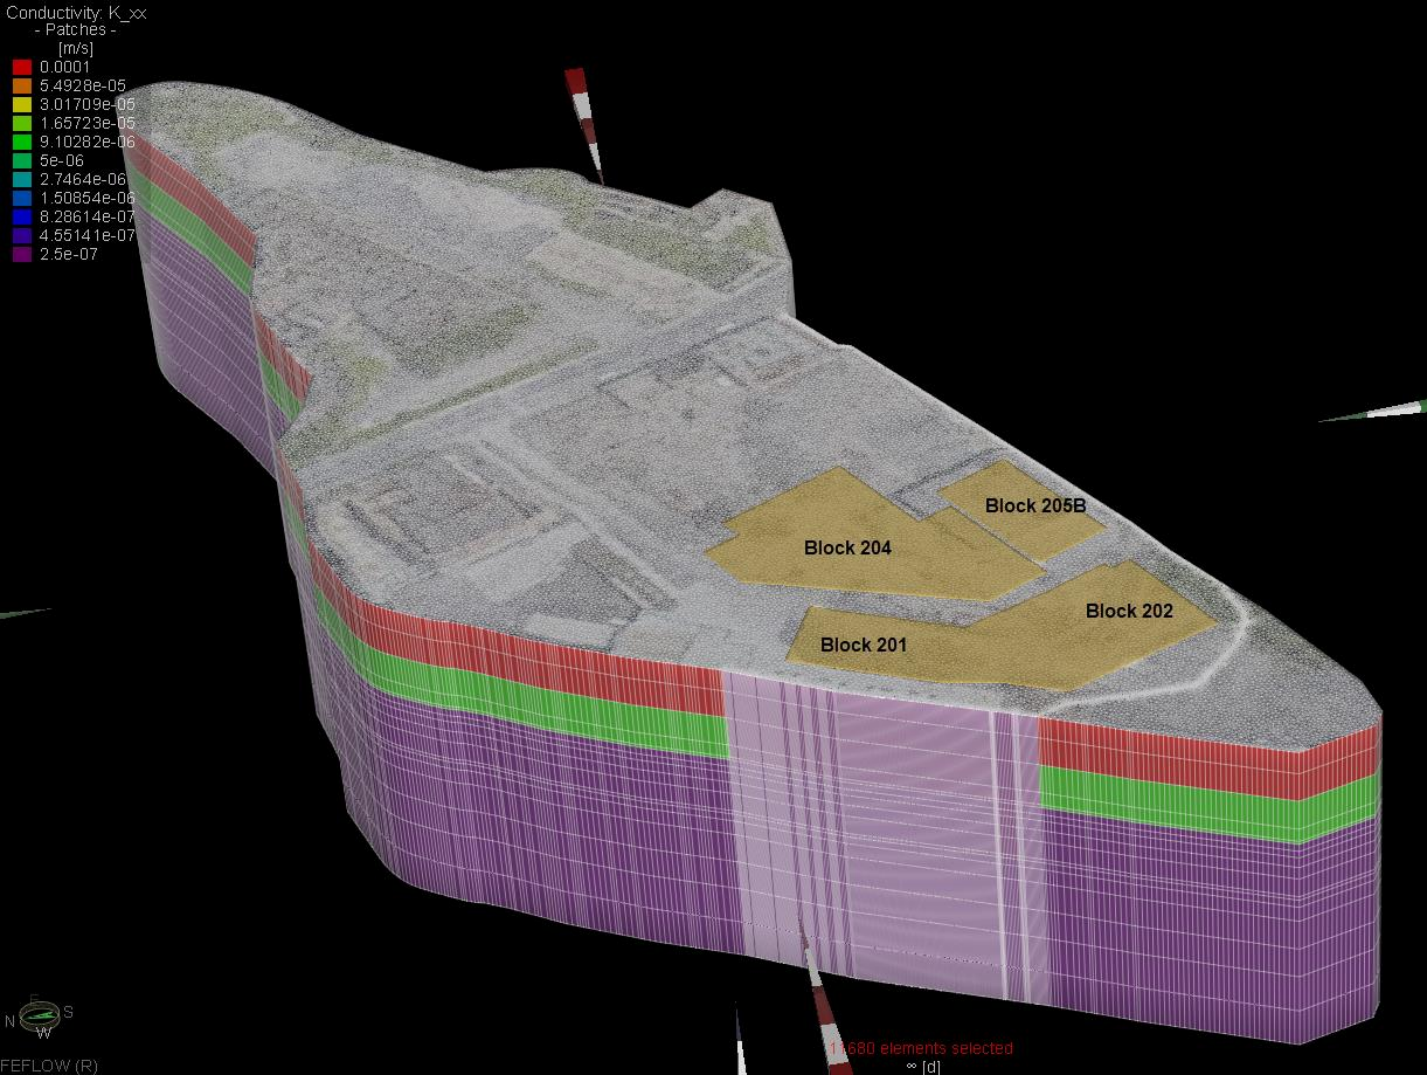 Conductivity: K_xx
- Patches -
[m/s]
0.0001
5.4928e-05
3.01709e-05
1.65723e-05
9.10282e-06
5e-06
2.7464e-06
1.50854e-06
8.28614e-07
4.55141e-07
2.5e-07
Block 205B
Block 204
Block 202
Block 201
E
N S
W
11680 elements selected
FEFLOW (R)
∞ [d]